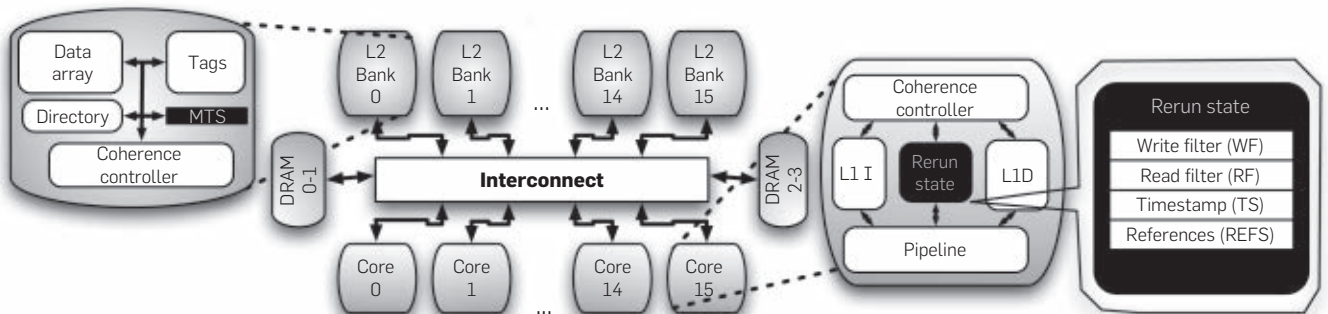 Data
array
Tags
Directory
MTS
Coherence
controller
L2
Bank
0
L2
Bank
1
...
L2
Bank
14
L2
Bank
15
DRAM
0-1
Interconnect
DRAM
2-3
Core
0
Core
1
...
Core
14
Core
15
Coherence
controller
L1 I
Rerun
state
L1D
Pipeline
Rerun state
Write filter (WF)
Read filter (RF)
Timestamp (TS)
References (REFS)